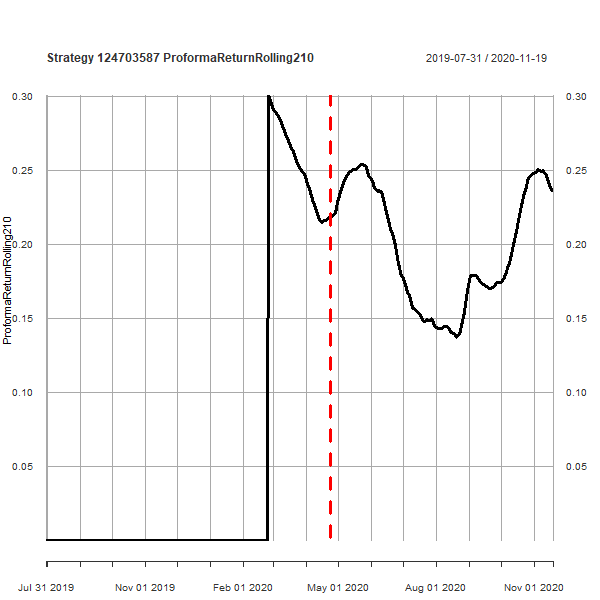 Strategy 124703587 ProformaReturnRolling210
2019-07-31 / 2020-11-19
0.30
0.30
0.25
0.25
0.20
0.20
0.15
0.15
0.10
0.10
0.05
0.05
ProformaReturnRolling210
Jul 31 2019
Nov 01 2019
Feb 01 2020
May 01 2020
Aug 01 2020
Nov 01 2020